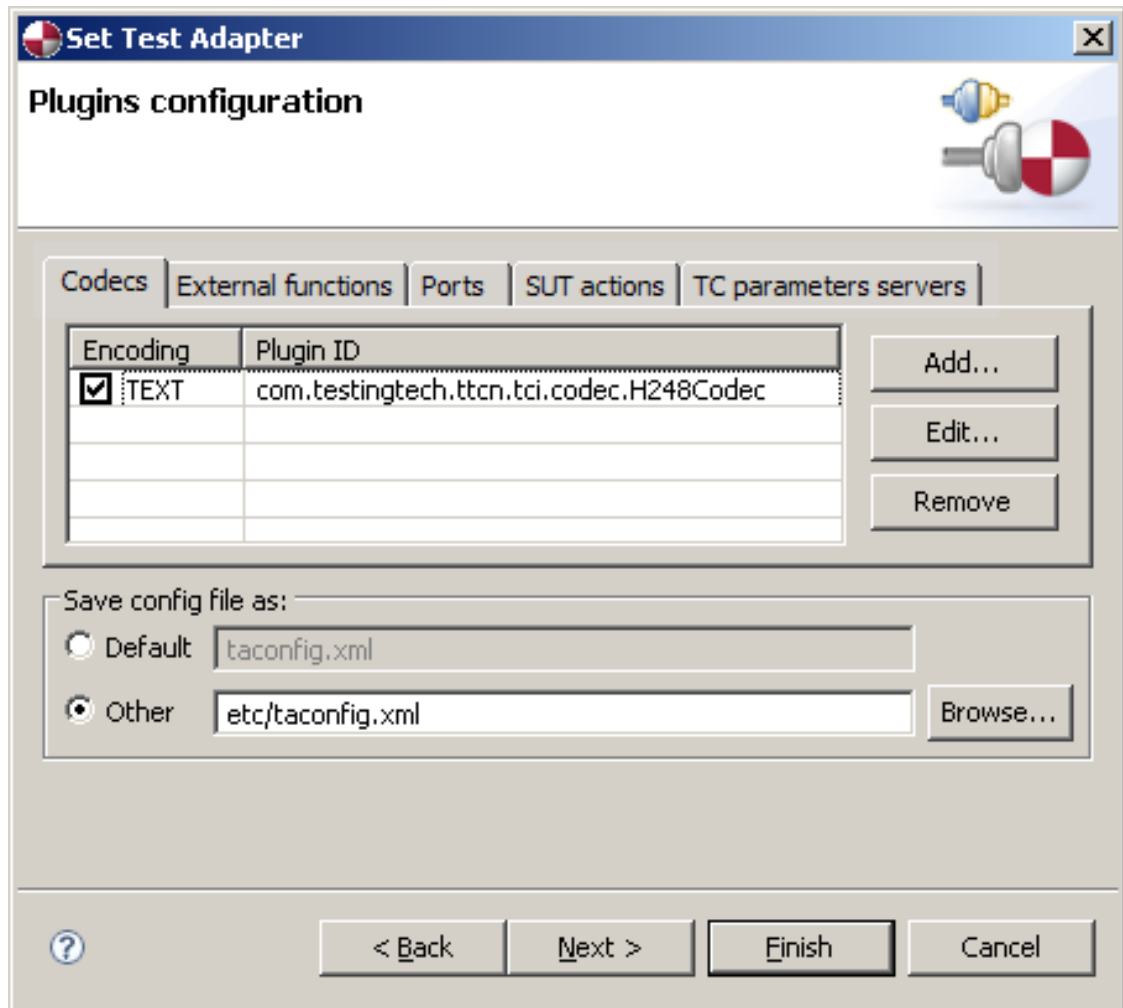 Set Test Adapter
Plugins configuration
Codecs External functions Ports SUT actions TC parameters servers
Encoding Plugin ID
TEXT com.testingtech.ttcn.tci.codec.H248Codec
Add...
Edit...
Remove
Save config file as:
Default taconfig.xml
Other etc/taconfig.xml Browse...
? < Back Next > Finish Cancel